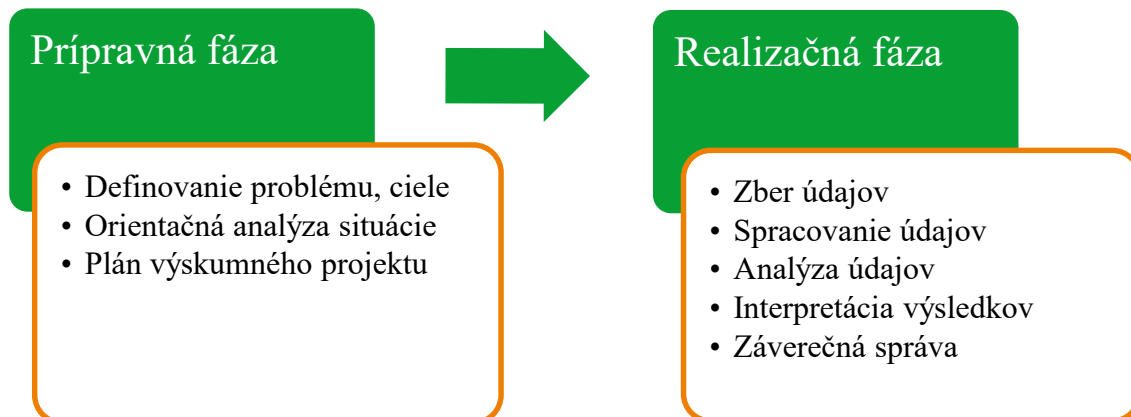 Prípravná fáza
• Definovanie problému, ciele
• Orientačná analýza situácie
• Plán výskumného projektu
Realizačná fáza
• Zber údajov
• Spracovanie údajov
• Analýza údajov
• Interpretácia výsledkov
• Záverečná správa